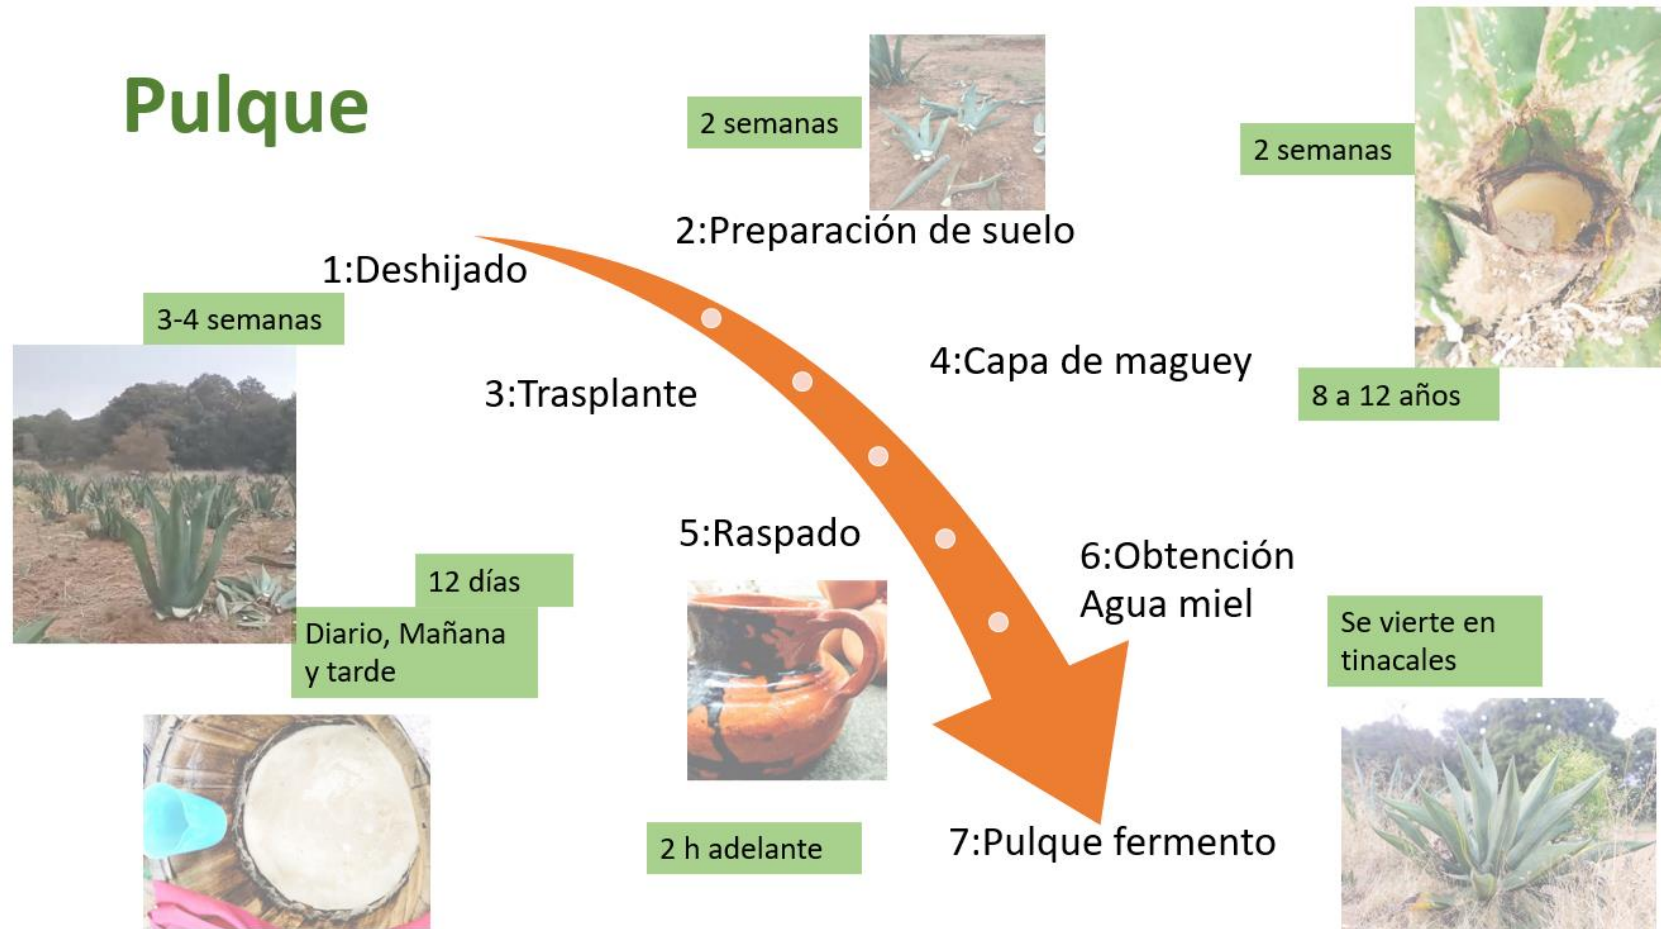 Pulque
2 semanas
2 semanas
2:Preparación de suelo
1:Deshijado
3-4 semanas
4:Capa de maguey
3:Trasplante
8 a 12 años
5:Raspado
6:Obtención
Agua miel
12 días
Diario, Mañana
y tarde
Se vierte en
tinacales
2 h adelante
7:Pulque fermento